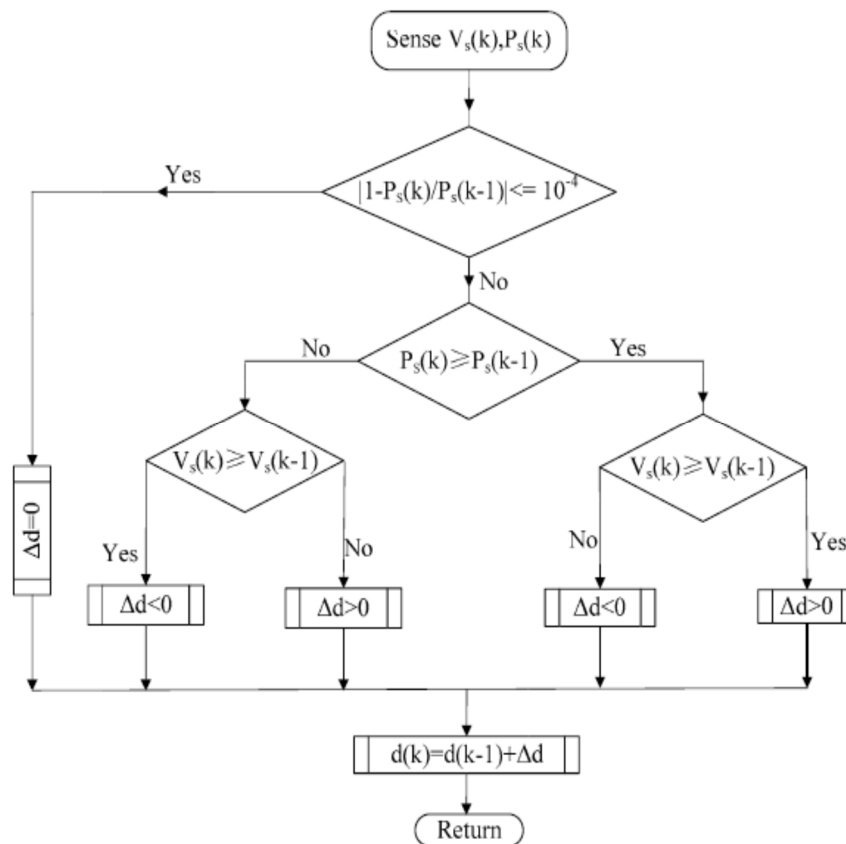 Sense Vₛ(k),Pₛ(k)
Yes
|1-Pₛ(k)/Pₛ(k-1)|<= 10⁻⁴
No
No
Pₛ(k)⩾Pₛ(k-1)
Yes
Vₛ(k)⩾Vₛ(k-1)
Vₛ(k)⩾Vₛ(k-1)
Δd=0
Yes
No
No
Yes
Δd<0
Δd>0
Δd<0
Δd>0
d(k)=d(k-1)+Δd
Return